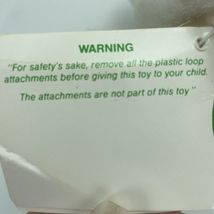 WARNING
"For safety's sake, remove all the plastic loop
attachments before giving this toy to your child.
The attachments are not part of this toy"